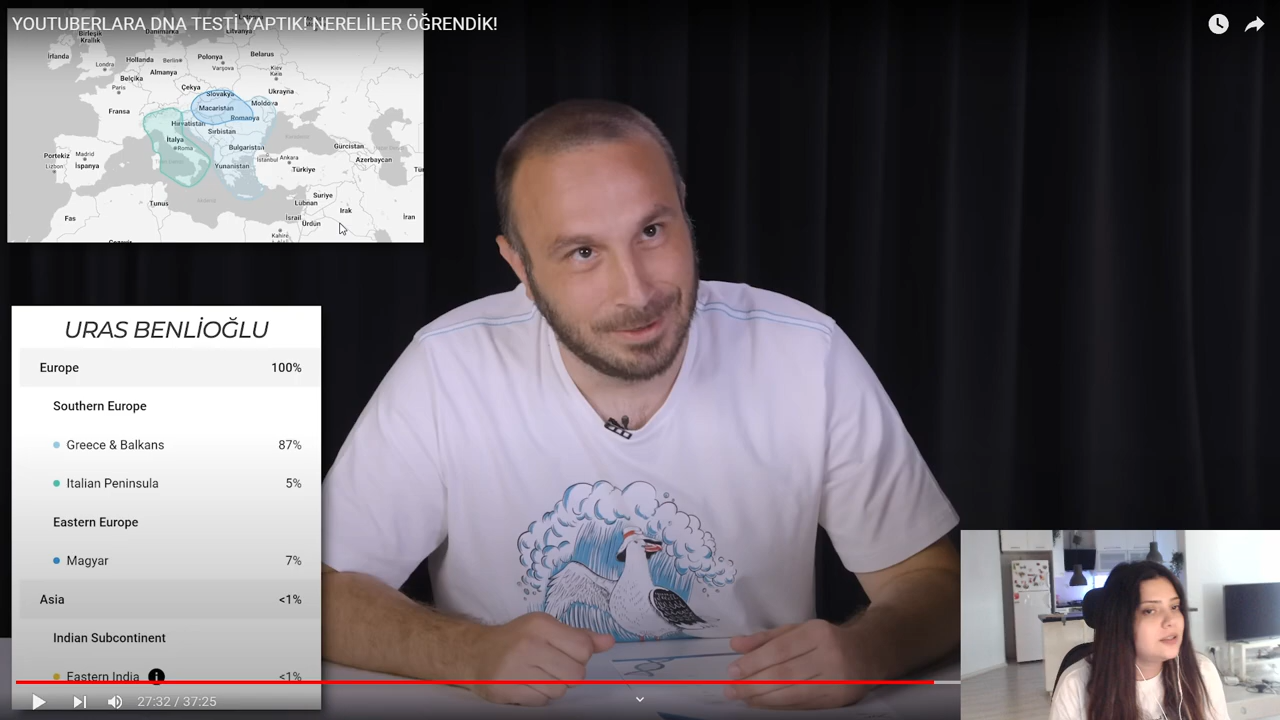 YOUTUBERLARA DNA TESTİ YAPTIK! NERELİLER ÖĞRENDİK!
Birleşik
Krallık
Danimarka
Litvanya
İrlanda
Hollanda
Berlin
Polonya
Varşova
Belarus
Londra
Belçika
Almanya
Kiev
Paris
Çekya
Slovakya
Ukrayna
Fransa
Macaristan
Moldova
Romanya
Hırvatistan
Sırbistan
İtalya
Roma
Bulgaristan
Gürcistan
Portekiz
Madrid
İspanya
Lizbon
Yunanistan
İstanbul
Ankara
Türkiye
Azerbaycan
Tunus
Suriye
Lübnan
Irak
İran
Fas
İsrail
Ürdün
Kahire
URAS BENLİOĞLU
Europe 100%
Southern Europe
Greece & Balkans 87%
Italian Peninsula 5%
Eastern Europe
Magyar 7%
Asia <1%
Indian Subcontinent
Eastern India <1%
27:32 / 37:25